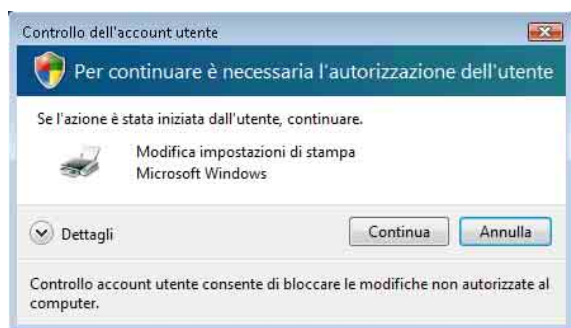 Controllo dell'account utente
Per continuare è necessaria l'autorizzazione dell'utente
Se l'azione è stata iniziata dall'utente, continuare.
Modifica impostazioni di stampa
Microsoft Windows
Dettagli
Continua
Annulla
Controllo account utente consente di bloccare le modifiche non autorizzate al
computer.